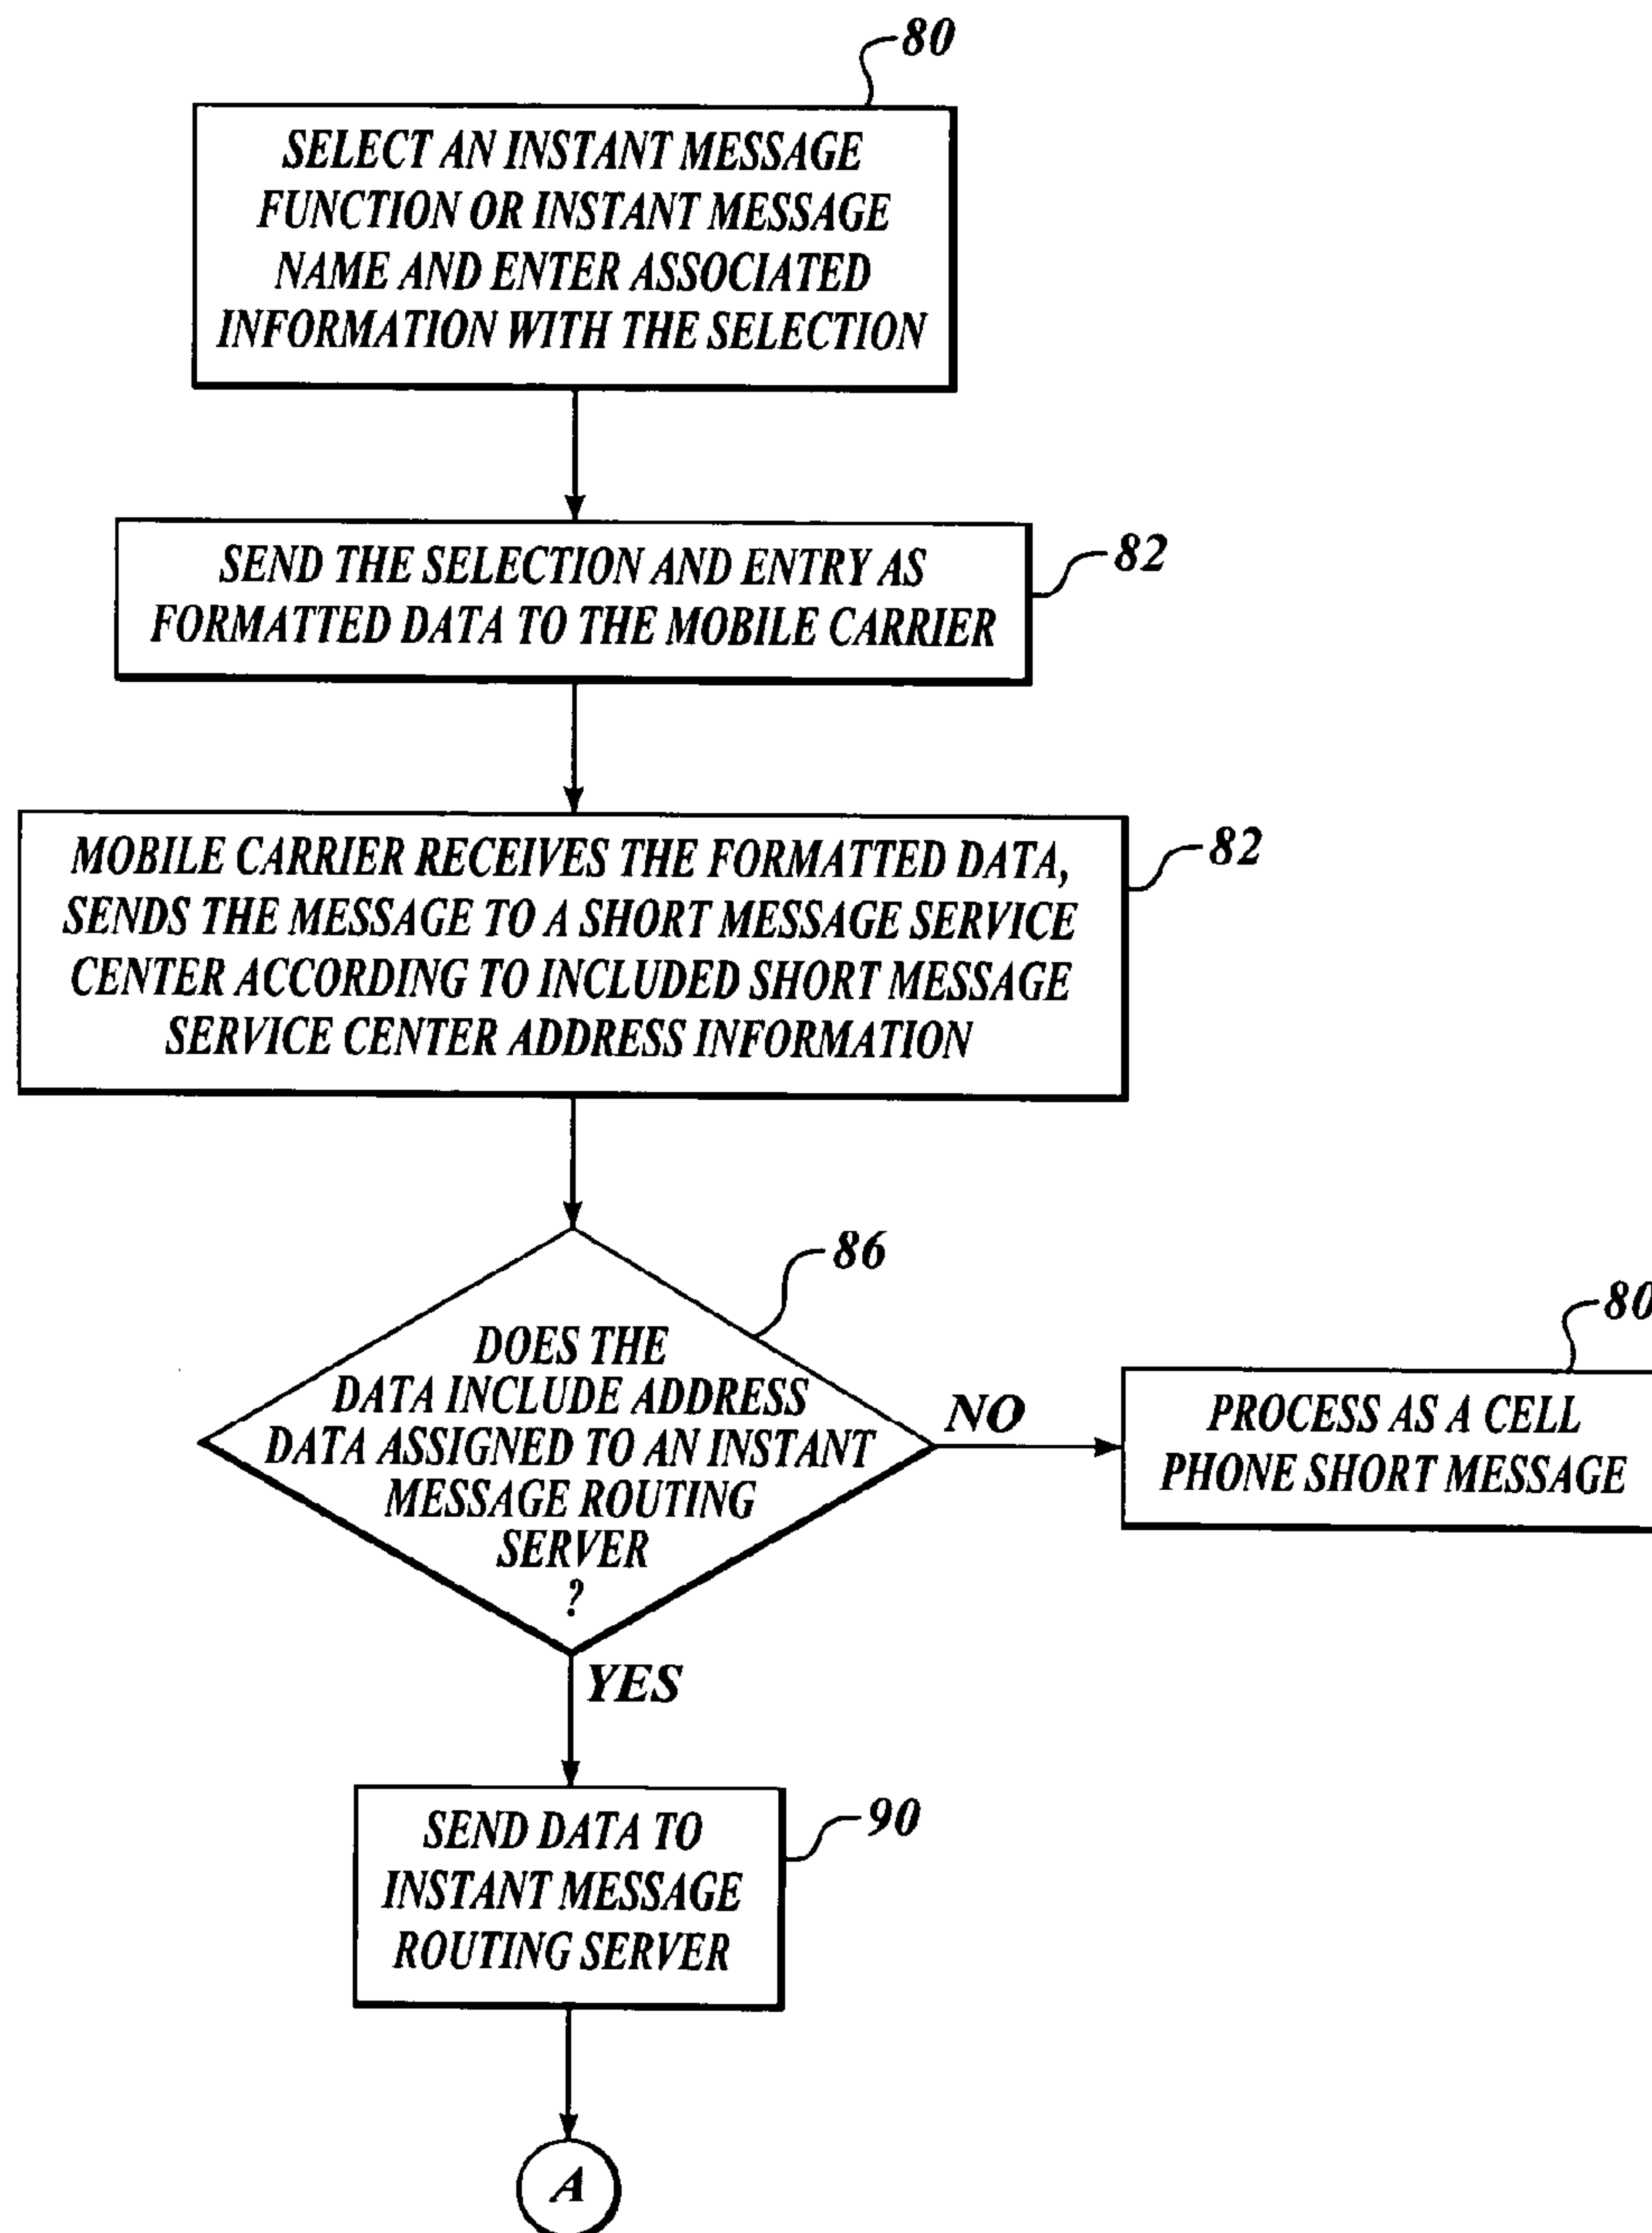 80
SELECT AN INSTANT MESSAGE
FUNCTION OR INSTANT MESSAGE
NAME AND ENTER ASSOCIATED
INFORMATION WITH THE SELECTION
SEND THE SELECTION AND ENTRY AS
FORMATTED DATA TO THE MOBILE CARRIER
82
MOBILE CARRIER RECEIVES THE FORMATTED DATA,
SENDS THE MESSAGE TO A SHORT MESSAGE SERVICE
CENTER ACCORDING TO INCLUDED SHORT MESSAGE
SERVICE CENTER ADDRESS INFORMATION
82
86
DOES THE
DATA INCLUDE ADDRESS
DATA ASSIGNED TO AN INSTANT
MESSAGE ROUTING
SERVER
?
NO
80
PROCESS AS A CELL
PHONE SHORT MESSAGE
YES
SEND DATA TO
INSTANT MESSAGE
ROUTING SERVER
90
A